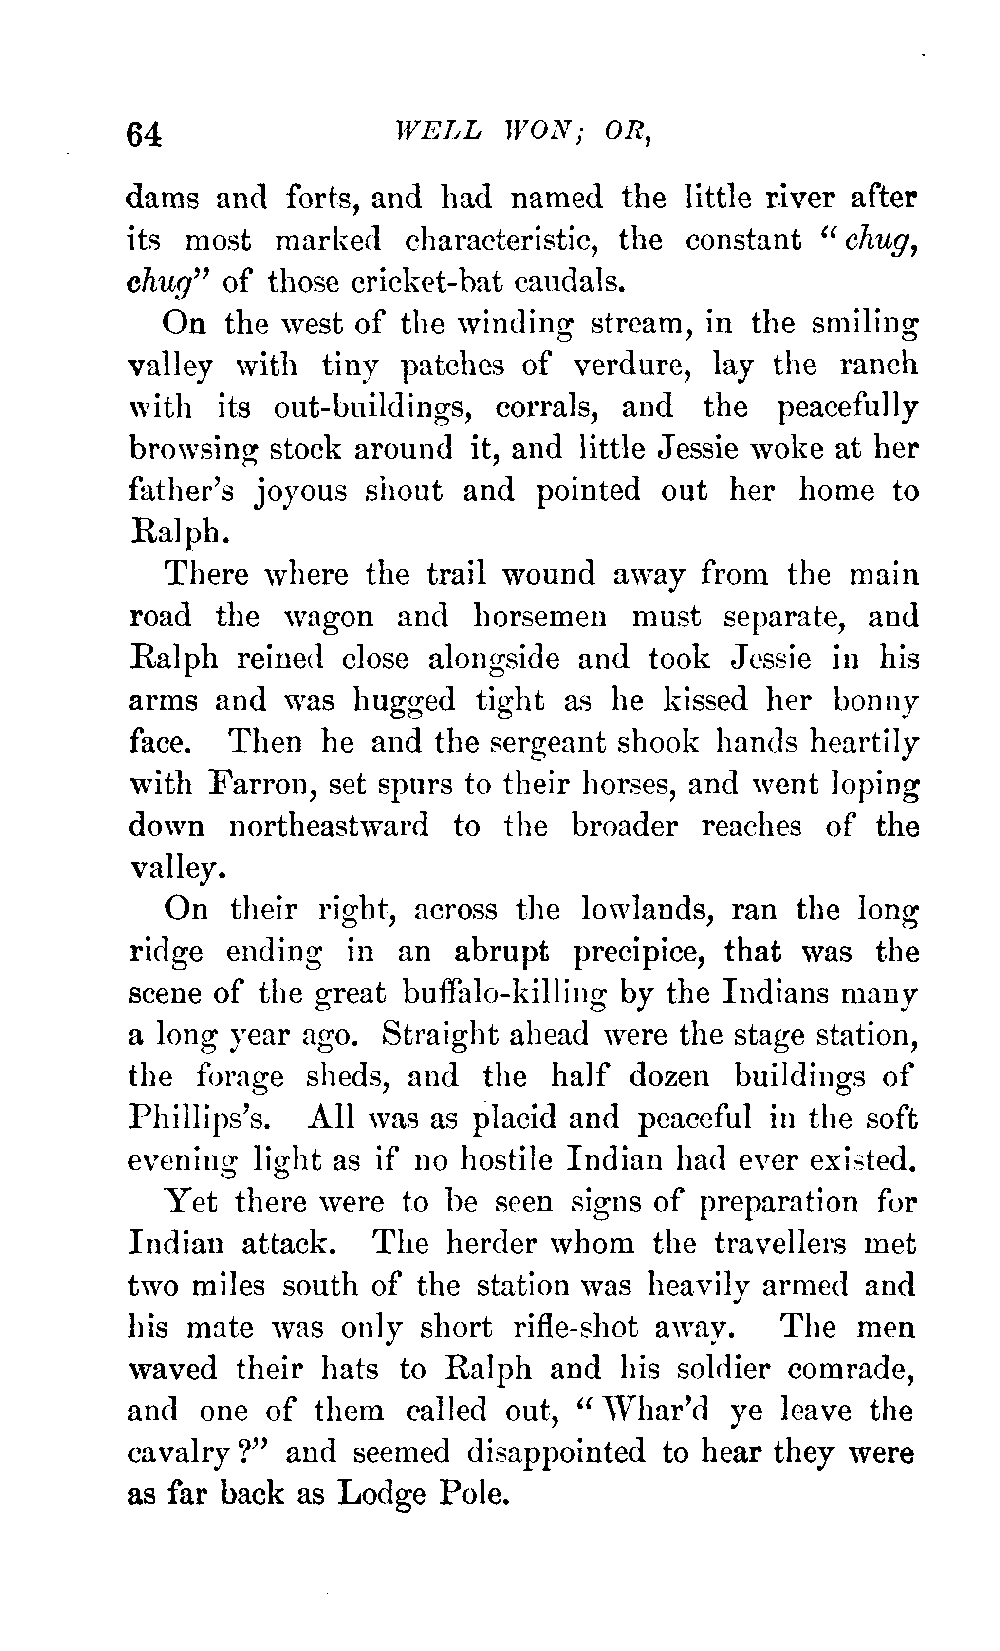 64 WELL WON; OR,
dams and forts, and had named the little river after
its most marked characteristic, the constant “ chug,
chug” of those cricket-bat caudals.
On the west of the winding stream, in the smiling
valley with tiny patches of verdure, lay the ranch
with its out-buildings, corrals, and the peacefully
browsing stock around it, and little Jessie woke at her
father's joyous shout and pointed out her home to
Ralph.
There where the trail wound away from the main
road the wagon and horsemen must separate, and
Ralph reined close alongside and took Jessie in his
arms and was hugged tight as he kissed her bonny
face. Then he and the sergeant shook hands heartily
with Farron, set spurs to their horses, and went loping
down northeastward to the broader reaches of the
valley.
On their right, across the lowlands, ran the long
ridge ending in an abrupt precipice, that was the
scene of the great buffalo-killing by the Indians many
a long year ago. Straight ahead were the stage station,
the forage sheds, and the half dozen buildings of
Phillips's. All was as placid and peaceful in the soft
evening light as if no hostile Indian had ever existed.
Yet there were to be seen signs of preparation for
Indian attack. The herder whom the travellers met
two miles south of the station was heavily armed and
his mate was only short rifle-shot away. The men
waved their hats to Ralph and his soldier comrade,
and one of them called out, “ Whar'd ye leave the
cavalry ?” and seemed disappointed to hear they were
as far back as Lodge Pole.